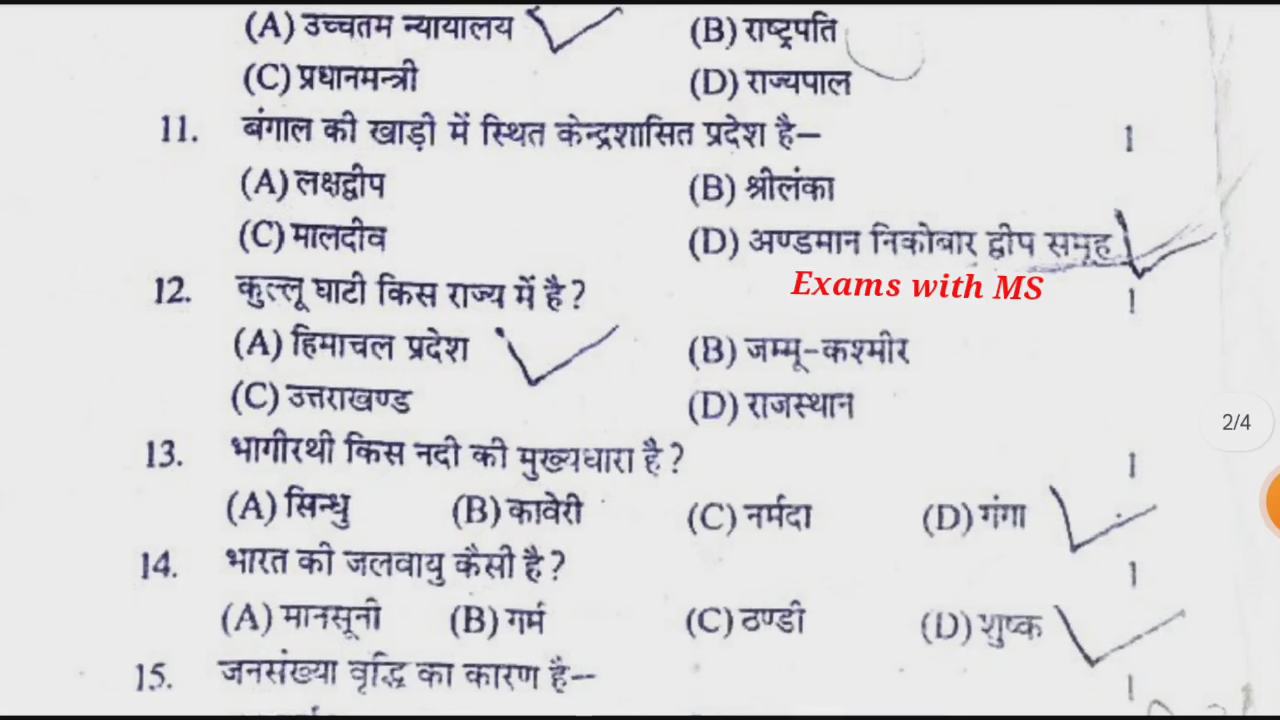 (A) उच्चतम न्यायालय (B) राष्ट्रपति
(C) प्रधानमन्त्री (D) राज्यपाल
11. बंगाल की खाड़ी में स्थित केन्द्रशासित प्रदेश है– 1
(A) लक्षद्वीप (B) श्रीलंका
(C) मालदीव (D) अण्डमान निकोबार द्वीप समूह
Exams with MS
12. कुल्लू घाटी किस राज्य में है? 1
(A) हिमाचल प्रदेश (B) जम्मू-कश्मीर
(C) उत्तराखण्ड (D) राजस्थान
2/4
13. भागीरथी किस नदी की मुख्यधारा है? 1
(A) सिन्धु (B) कावेरी (C) नर्मदा (D) गंगा
14. भारत की जलवायु कैसी है? 1
(A) मानसूनी (B) गर्म (C) ठण्डी (D) शुष्क
15. जनसंख्या वृद्धि का कारण है– 1